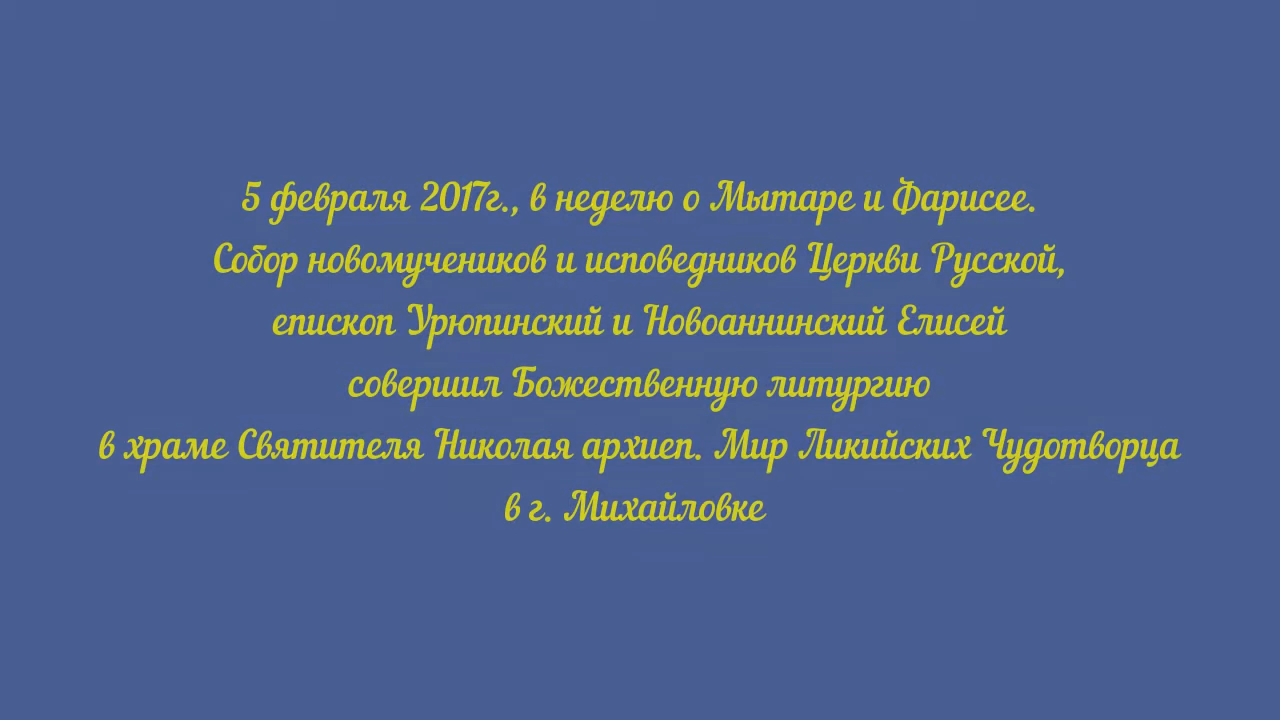 5 февраля 2017г., в неделю о Мытаре и Фарисее.
Собор новомучеников и исповедников Церкви Русской,
епископ Урюпинский и Новоаннинский Елисей
совершил Божественную литургию
в храме Святителя Николая архиеп. Мир Ликийских Чудотворца
в г. Михайловке